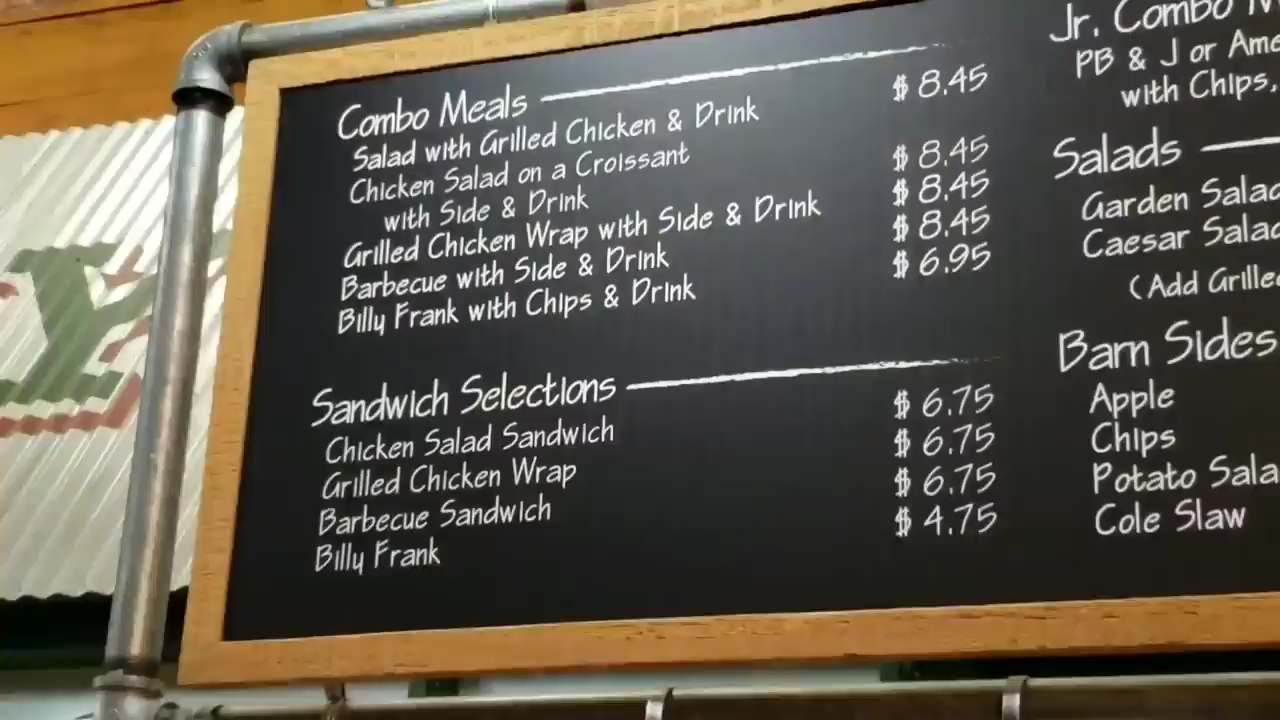 Combo Meals
Salad with Grilled Chicken & Drink $ 8.45
Chicken Salad on a Croissant
with Side & Drink $ 8.45
Grilled Chicken Wrap with Side & Drink $ 8.45
Barbecue with Side & Drink $ 8.45
Billy Frank with Chips & Drink $ 6.95
Sandwich Selections
Chicken Salad Sandwich $ 6.75
Grilled Chicken Wrap $ 6.75
Barbecue Sandwich $ 6.75
Billy Frank $ 4.75
Jr. Combo
PB & J or
with Chips,
Salads
Garden
Caesar
(Add
Barn Sides
Apple
Chips
Potato
Cole Slaw